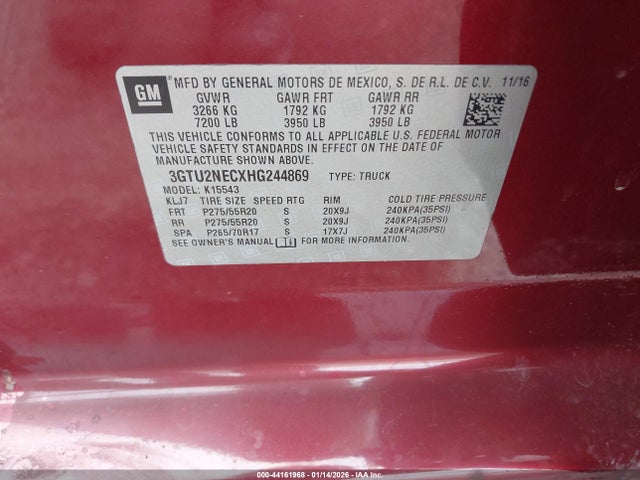 GM
® MFD BY GENERAL MOTORS DE MEXICO, S. DE R.L. DE C.V. 11/16
GVWR GAWR FRT GAWR RR
3266 KG 1792 KG 1792 KG
7200 LB 3950 LB 3950 LB
THIS VEHICLE CONFORMS TO ALL APPLICABLE U.S. FEDERAL MOTOR
VEHICLE SAFETY STANDARDS IN EFFECT ON THE DATE OF
MANUFACTURE SHOWN ABOVE.
3GTU2NECXHG244869 TYPE: TRUCK
MODEL: K15543
KLJ7 TIRE SIZE SPEED RTG RIM COLD TIRE PRESSURE
FRT P275/55R20 S 20X9J 240KPA(35PSI)
RR P275/55R20 S 20X9J 240KPA(35PSI)
SPA P265/70R17 S 17X7J 240KPA(35PSI)
SEE OWNER'S MANUAL FOR MORE INFORMATION.
000-44161968 - 01/14/2026 - IAA Inc.